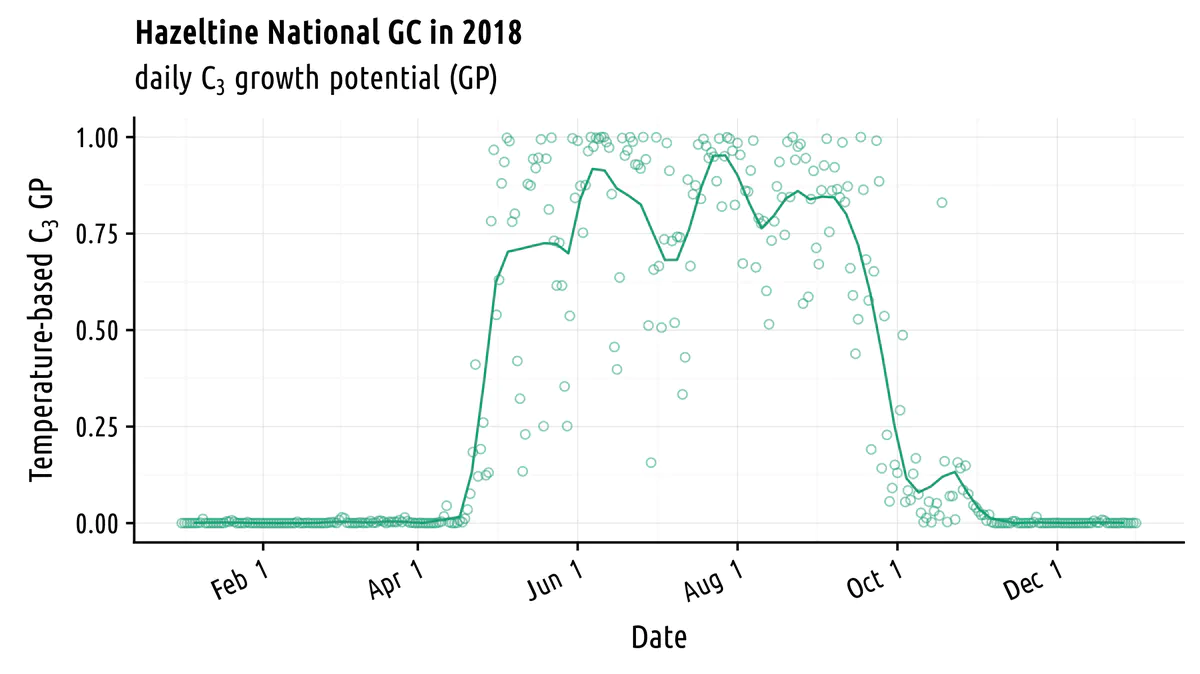 Hazeltine National GC in 2018
daily C₃ growth potential (GP)
Temperature-based C₃ GP
1.00
0.75
0.50
0.25
0.00
Feb 1
Apr 1
Jun 1
Aug 1
Oct 1
Dec 1
Date